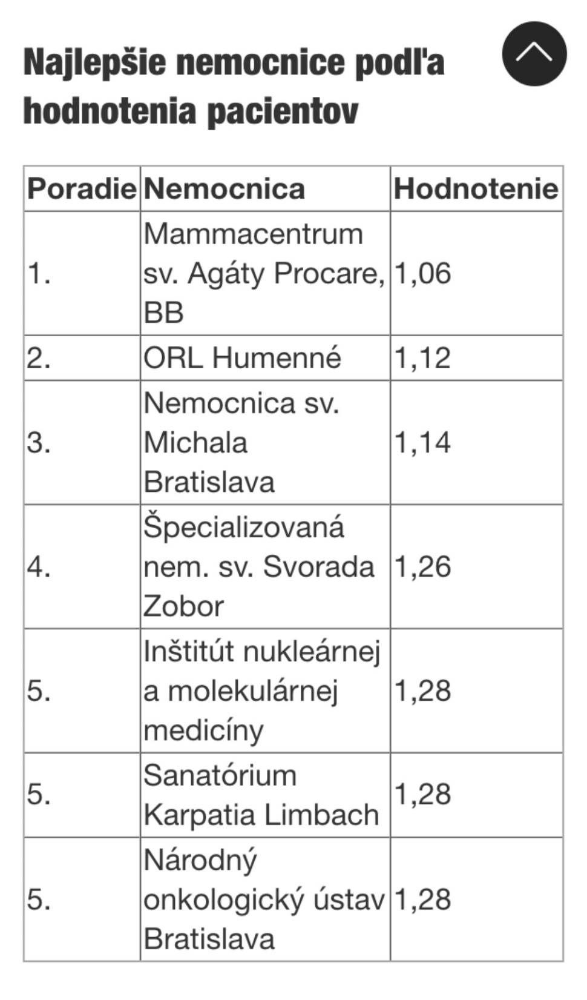 Najlepšie nemocnice podľa
hodnotenia pacientov
Poradie Nemocnica Hodnotenie
Mammacentrum
1. sv. Agáty Procare, 1,06
BB
2. ORL Humenné 1,12
Nemocnica sv.
3. Michala 1,14
Bratislava
Špecializovaná
4. nem. sv. Svorada 1,26
Zobor
Inštitút nukleárnej
5. a molekulárnej 1,28
medicíny
Sanatórium
5. 1,28
Karpatia Limbach
Národný
5. onkologický ústav 1,28
Bratislava